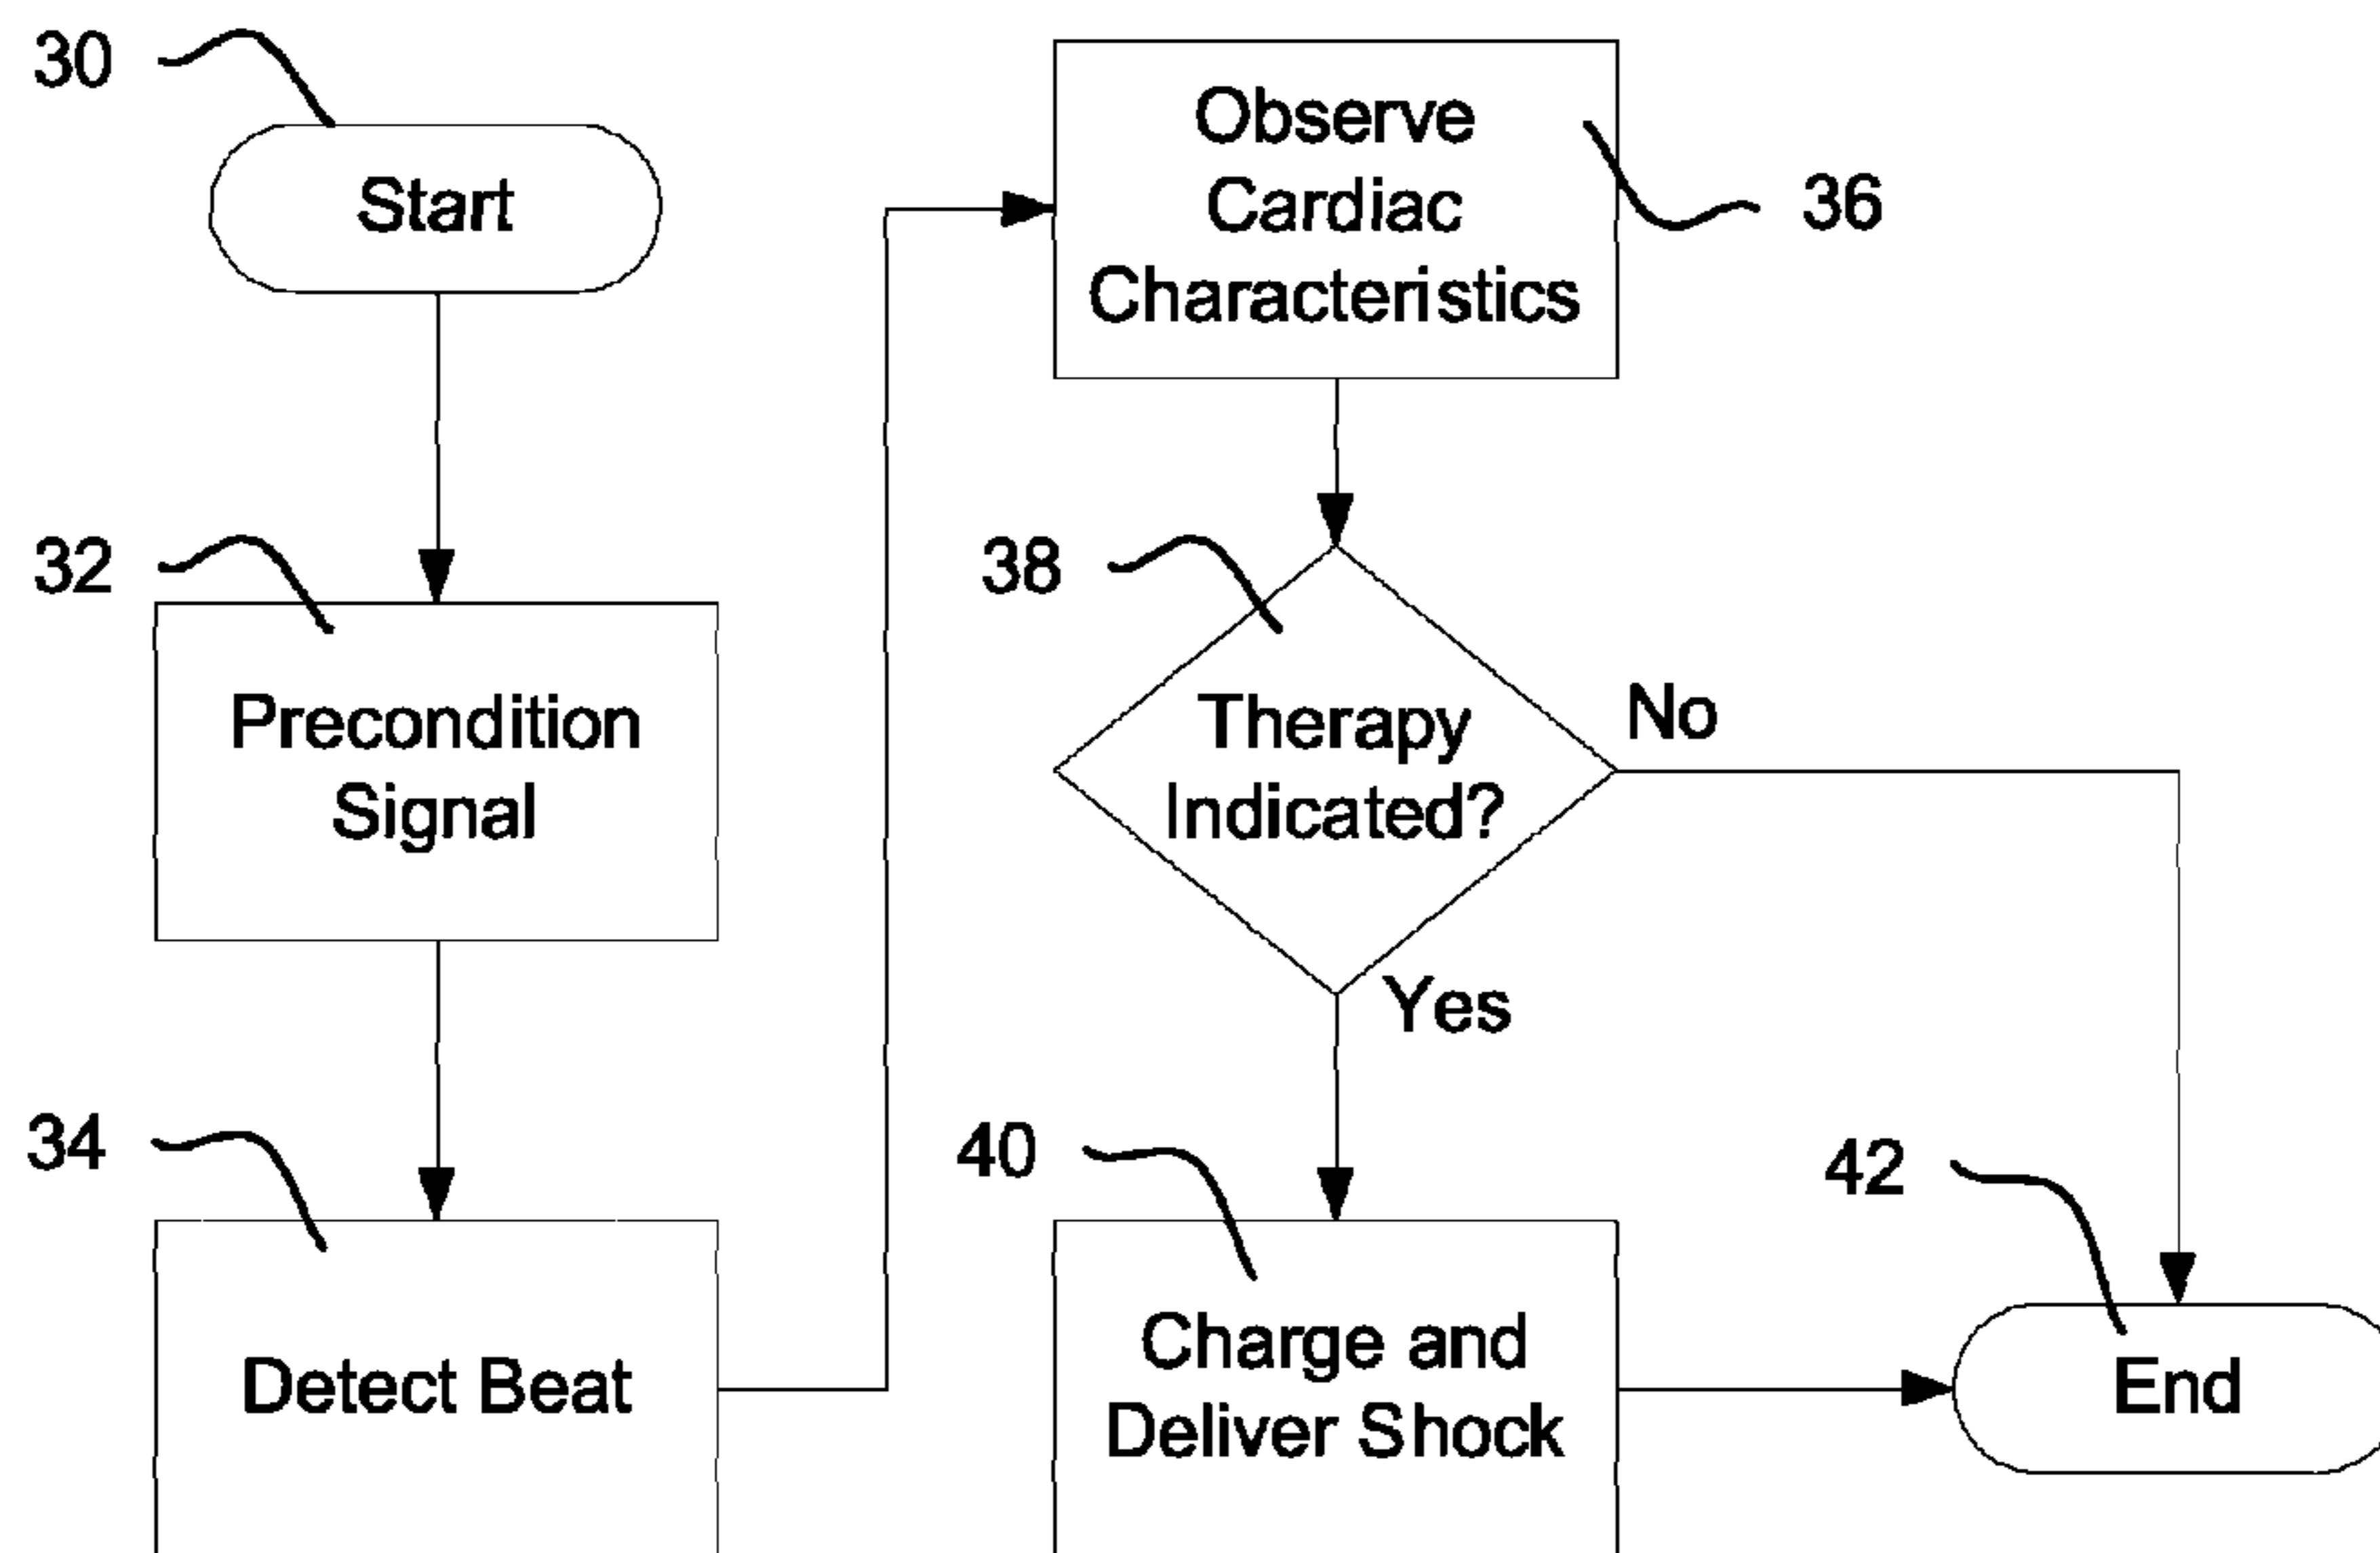 30
Start
32
Precondition
Signal
34
Detect Beat
Observe
Cardiac
Characteristics
36
38
Therapy
Indicated?
No
Yes
40
Charge and
Deliver Shock
42
End